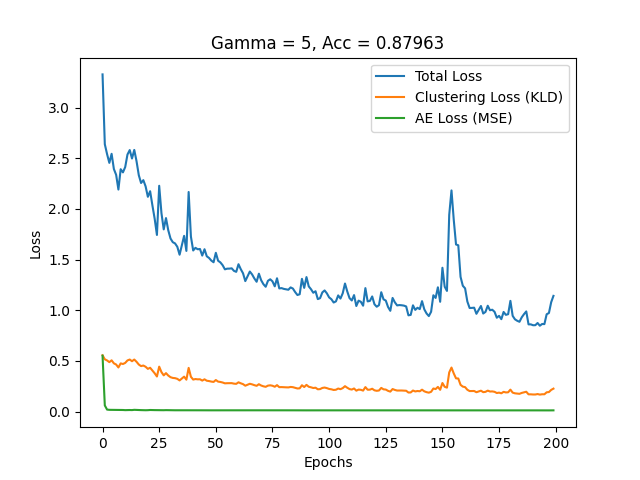 Gamma = 5, Acc = 0.87963
Total Loss
Clustering Loss (KLD)
AE Loss (MSE)
Loss
3.0
2.5
2.0
1.5
1.0
0.5
0.0
0 25 50 75 100 125 150 175 200
Epochs